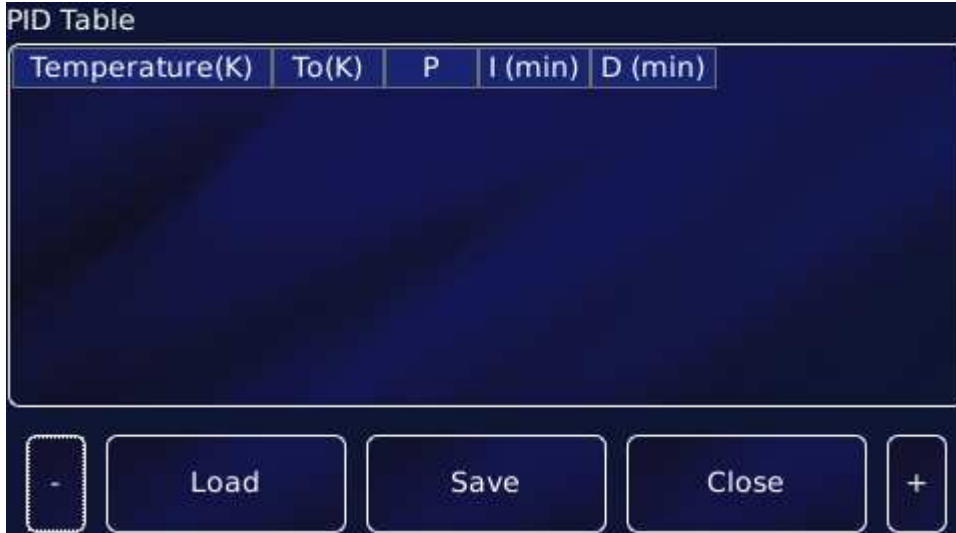 PID Table
Temperature(K) To(K) P I (min) D (min)
- Load Save Close +